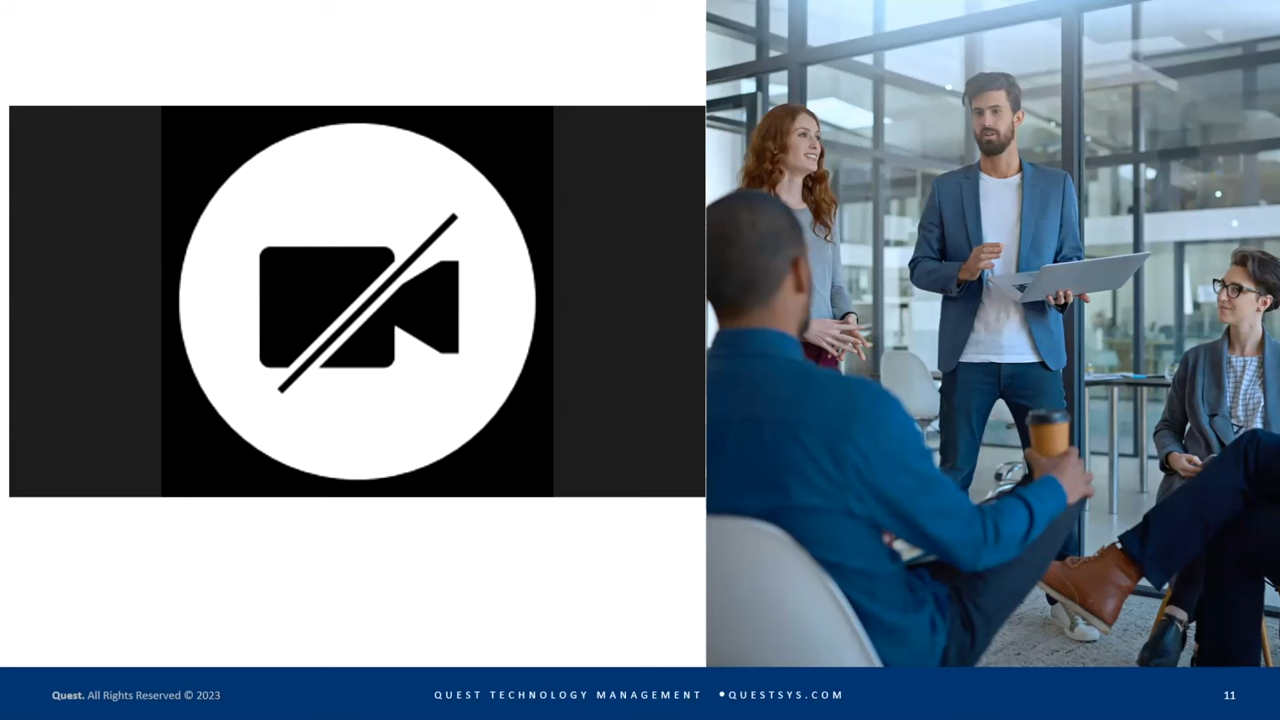 Quest. All Rights Reserved © 2023
QUEST TECHNOLOGY MANAGEMENT •QUESTSYS.COM
11